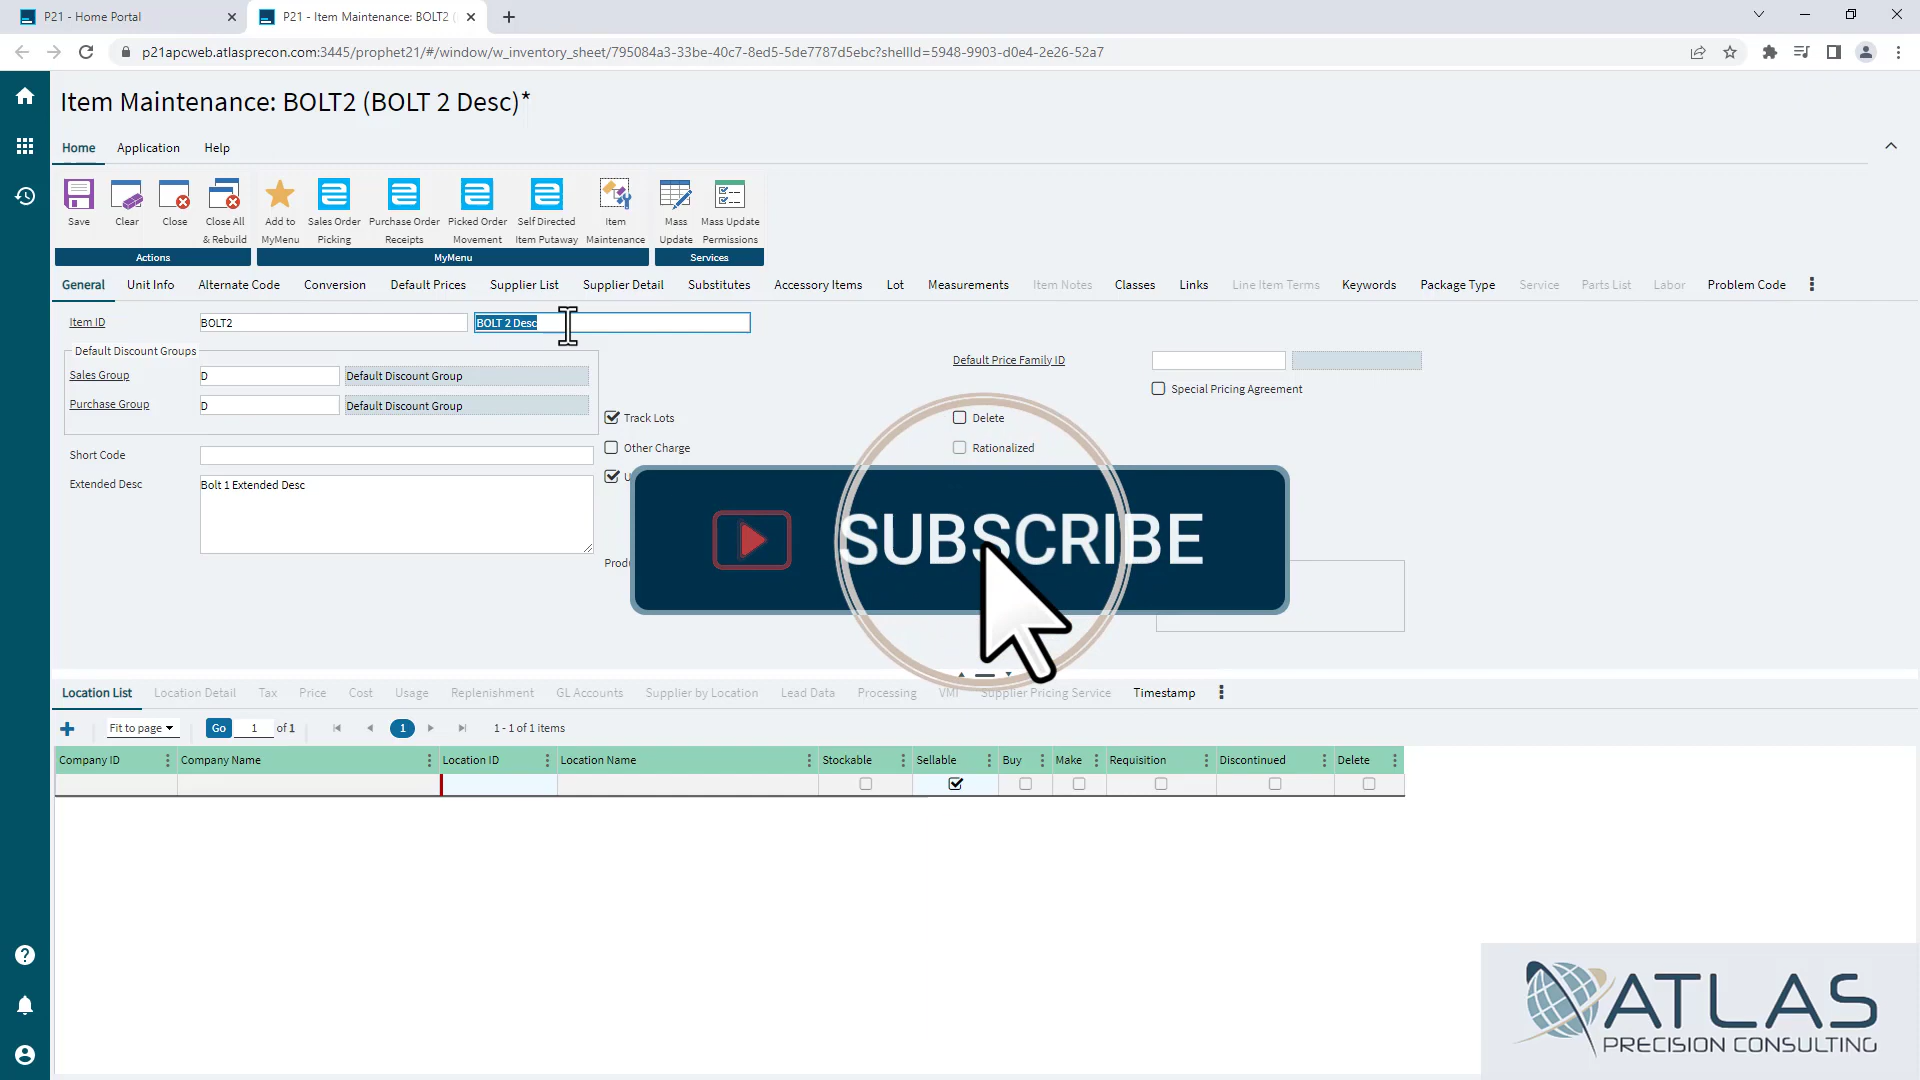 P21 - Home Portal
P21 - Item Maintenance: BOLT2 (
p21apcweb.atlasprecon.com:3445/prophet21/#/window/w_inventory_sheet/795084a3-33be-40c7-8ed5-5de7787d5ebc?shellId=5948-9903-d0e4-2e26-52a7
Item Maintenance: BOLT2 (BOLT 2 Desc)*
Home Application Help
Save
Clear
Close
Close All & Rebuild
Add to MyMenu
Sales Order Picking
Purchase Order Receipts
Picked Order Movement
Self Directed Item Putaway
Item Maintenance
Mass Update
Mass Update Permissions
Actions MyMenu Services
General Unit Info Alternate Code Conversion Default Prices Supplier List Supplier Detail Substitutes Accessory Items Lot Measurements Item Notes Classes Links Line Item Terms Keywords Package Type Service Parts List Labor Problem Code
Item ID BOLT2 BOLT 2 Desc
Default Discount Groups
Default Price Family ID
Sales Group D Default Discount Group
Special Pricing Agreement
Purchase Group D Default Discount Group
Track Lots Delete
Short Code Other Charge Rationalized
Extended Desc Bolt 1 Extended Desc
SUBSCRIBE
Location List Location Detail Tax Price Cost Usage Replenishment GL Accounts Supplier by Location Lead Data Processing VMI Supplier Pricing Service Timestamp
Fit to page Go 1 of 1 1 1 - 1 of 1 items
Company ID Company Name Location ID Location Name Stockable Sellable Buy Make Requisition Discontinued Delete
ATLAS
PRECISION CONSULTING